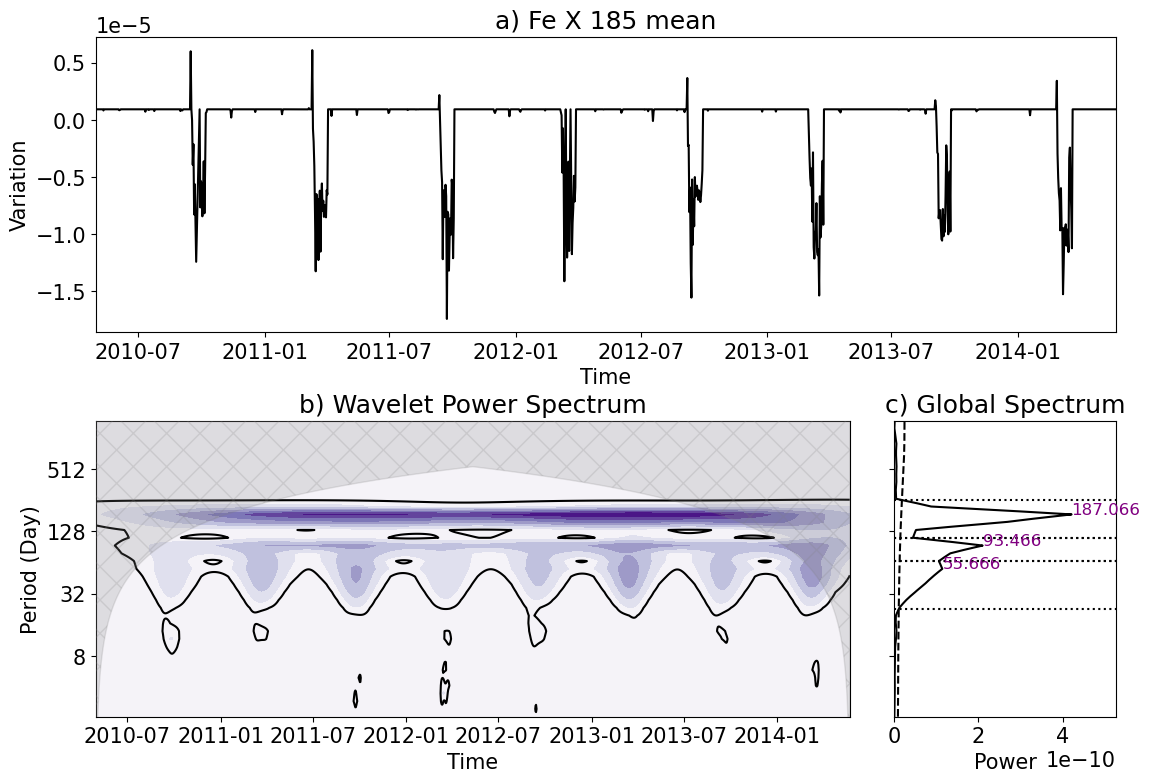 a) Fe X 185 mean
1e−5
0.5
0.0
−0.5
−1.0
−1.5
Variation
2010-07 2011-01 2011-07 2012-01 2012-07 2013-01 2013-07 2014-01
Time
b) Wavelet Power Spectrum
512
128
32
8
Period (Day)
2010-07 2011-01 2011-07 2012-01 2012-07 2013-01 2013-07 2014-01
Time
c) Global Spectrum
187.066
93.466
55.666
0 2 4
Power 1e−10